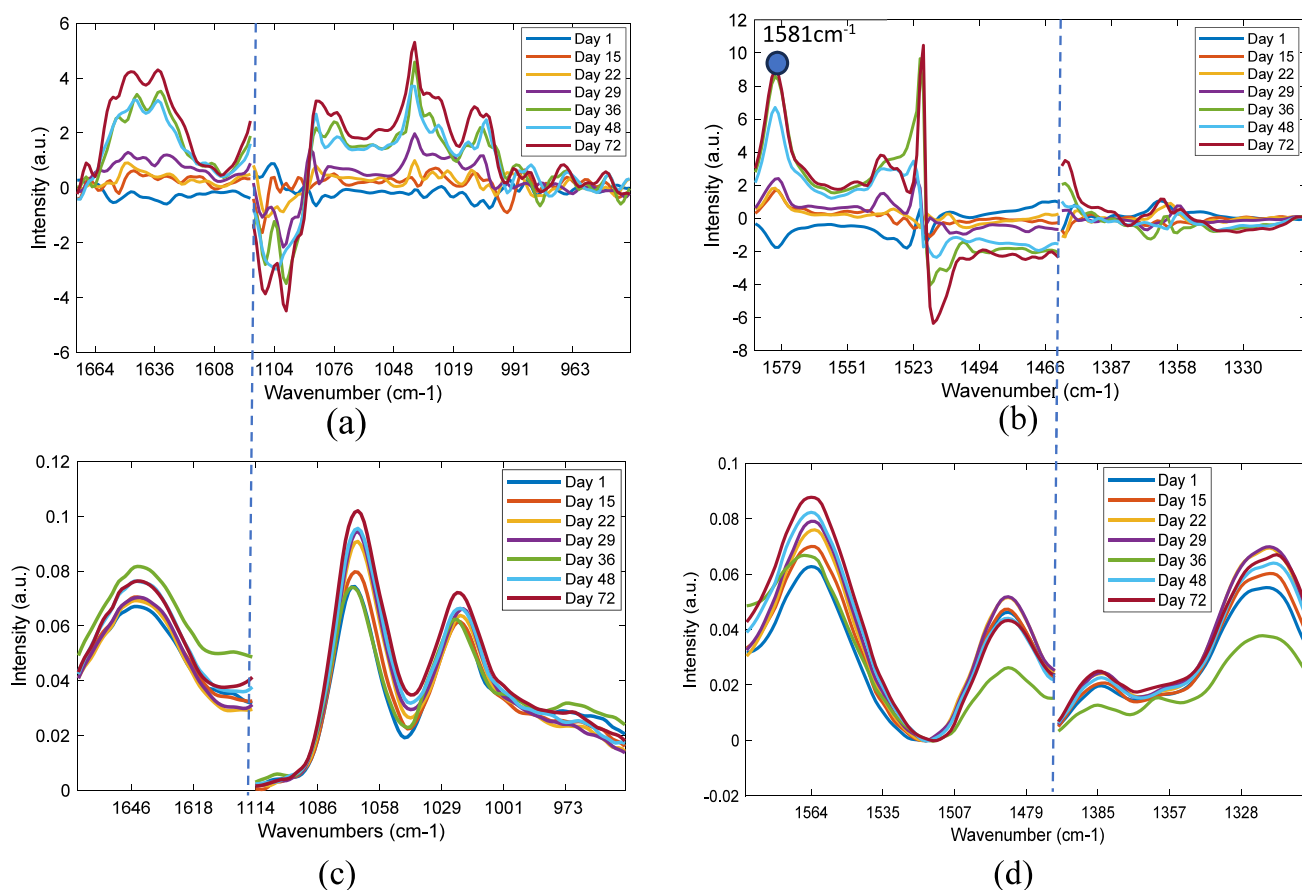 6
4
2
0
-2
-4
-6
Intensity (a.u.)
1664 1636 1608 1104 1076 1048 1019 991 963
Wavenumber (cm-1)
Day 1
Day 15
Day 22
Day 29
Day 36
Day 48
Day 72
(a)
12
10
8
6
4
2
0
-2
-4
-6
-8
Intensity (a.u.)
1581cm-1
1579 1551 1523 1494 1466 1387 1358 1330
Wavenumber (cm-1)
Day 1
Day 15
Day 22
Day 29
Day 36
Day 48
Day 72
(b)
0.12
0.1
0.08
0.06
0.04
0.02
0
Intensity (a.u.)
1646 1618 1114 1086 1058 1029 1001 973
Wavenumbers (cm-1)
Day 1
Day 15
Day 22
Day 29
Day 36
Day 48
Day 72
(c)
0.1
0.08
0.06
0.04
0.02
0
-0.02
Intensity (a.u.)
1564 1535 1507 1479 1385 1357 1328
Wavenumber (cm-1)
Day 1
Day 15
Day 22
Day 29
Day 36
Day 48
Day 72
(d)